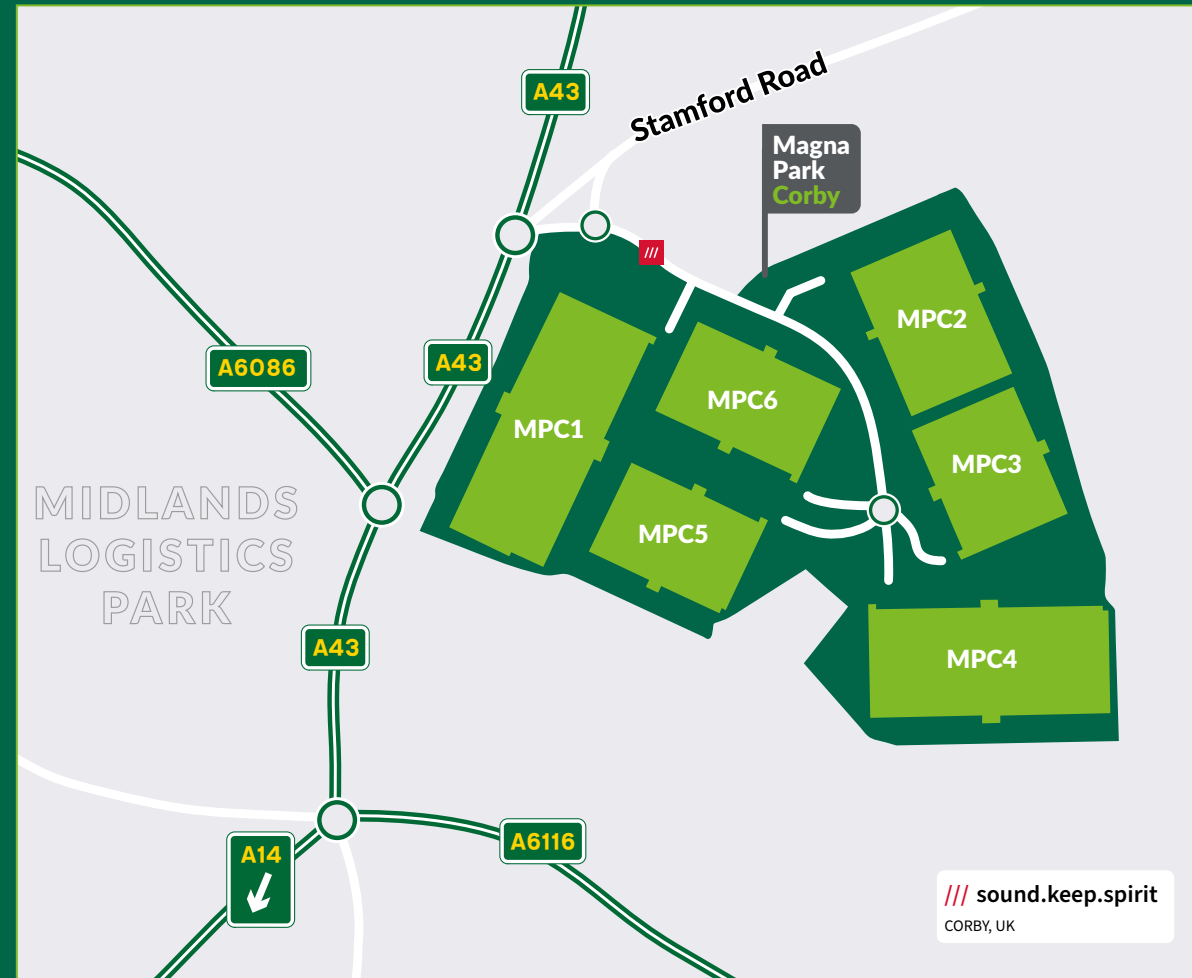 A43
Stamford Road
Magna
Park
Corby
A6086
A43
MPC2
MPC6
MPC1
MPC3
MPC5
MIDLANDS
LOGISTICS
PARK
A43
MPC4
A6116
A14
/// sound.keep.spirit
CORBY, UK